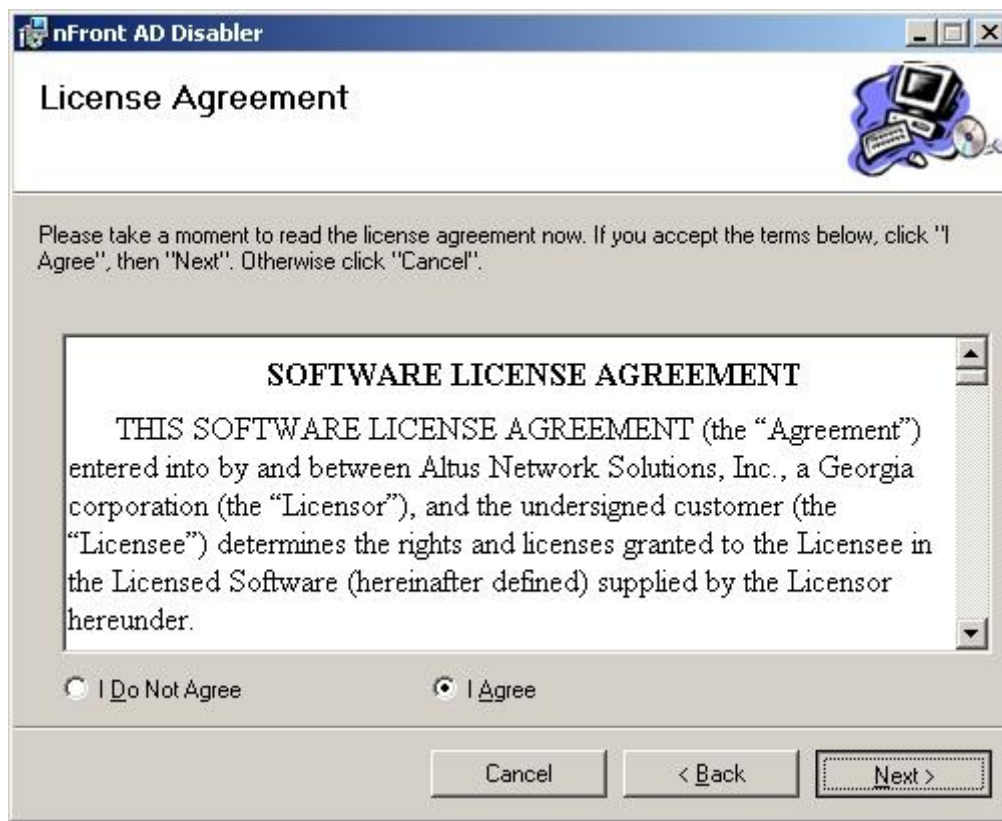 nFront AD Disabler
License Agreement
Please take a moment to read the license agreement now. If you accept the terms below, click "I
Agree", then "Next". Otherwise click "Cancel".
SOFTWARE LICENSE AGREEMENT
THIS SOFTWARE LICENSE AGREEMENT (the “Agreement”)
entered into by and between Altus Network Solutions, Inc., a Georgia
corporation (the “Licensor”), and the undersigned customer (the
“Licensee”) determines the rights and licenses granted to the Licensee in
the Licensed Software (hereinafter defined) supplied by the Licensor
hereunder.
I Do Not Agree
I Agree
Cancel
< Back
Next >